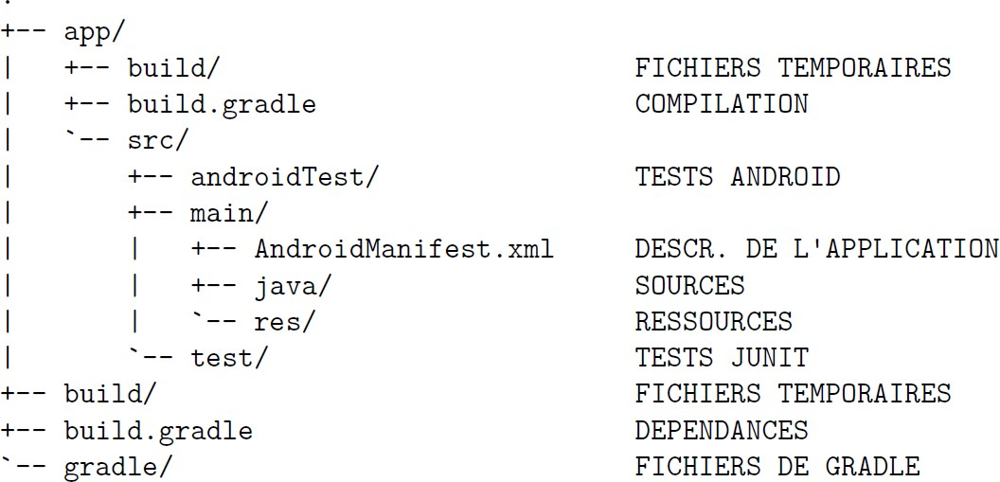 .
+-- app/
|   +-- build/                          FICHIERS TEMPORAIRES
|   +-- build.gradle                    COMPILATION
|   `-- src/
|       +-- androidTest/                TESTS ANDROID
|       +-- main/
|       |   +-- AndroidManifest.xml     DESCR. DE L'APPLICATION
|       |   +-- java/                   SOURCES
|       |   `-- res/                    RESSOURCES
|       `-- test/                       TESTS JUNIT
+-- build/                              FICHIERS TEMPORAIRES
+-- build.gradle                        DEPENDANCES
`-- gradle/                             FICHIERS DE GRADLE